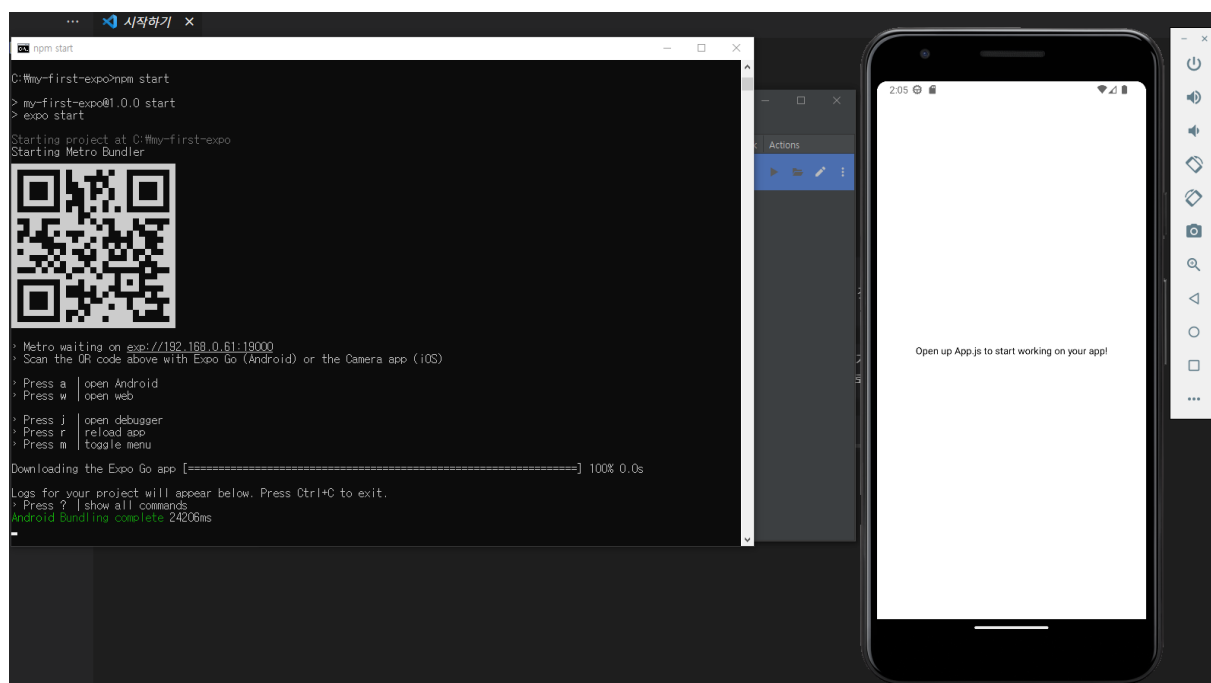 ··· 시작하기 ×
npm start
C:₩my-first-expo>npm start
> my-first-expo@1.0.0 start
> expo start
Starting project at C:₩my-first-expo
Starting Metro Bundler
› Metro waiting on exp://192.168.0.61:19000
› Scan the QR code above with Expo Go (Android) or the Camera app (iOS)
› Press a │open Android
› Press w │open web
› Press j │open debugger
› Press r │reload app
› Press m │toggle menu
Downloading the Expo Go app [================================================================] 100% 0.0s
Logs for your project will appear below. Press Ctrl+C to exit.
› Press ? │show all commands
Android Bundling complete 24206ms
Actions
2:05
Open up App.js to start working on your app!